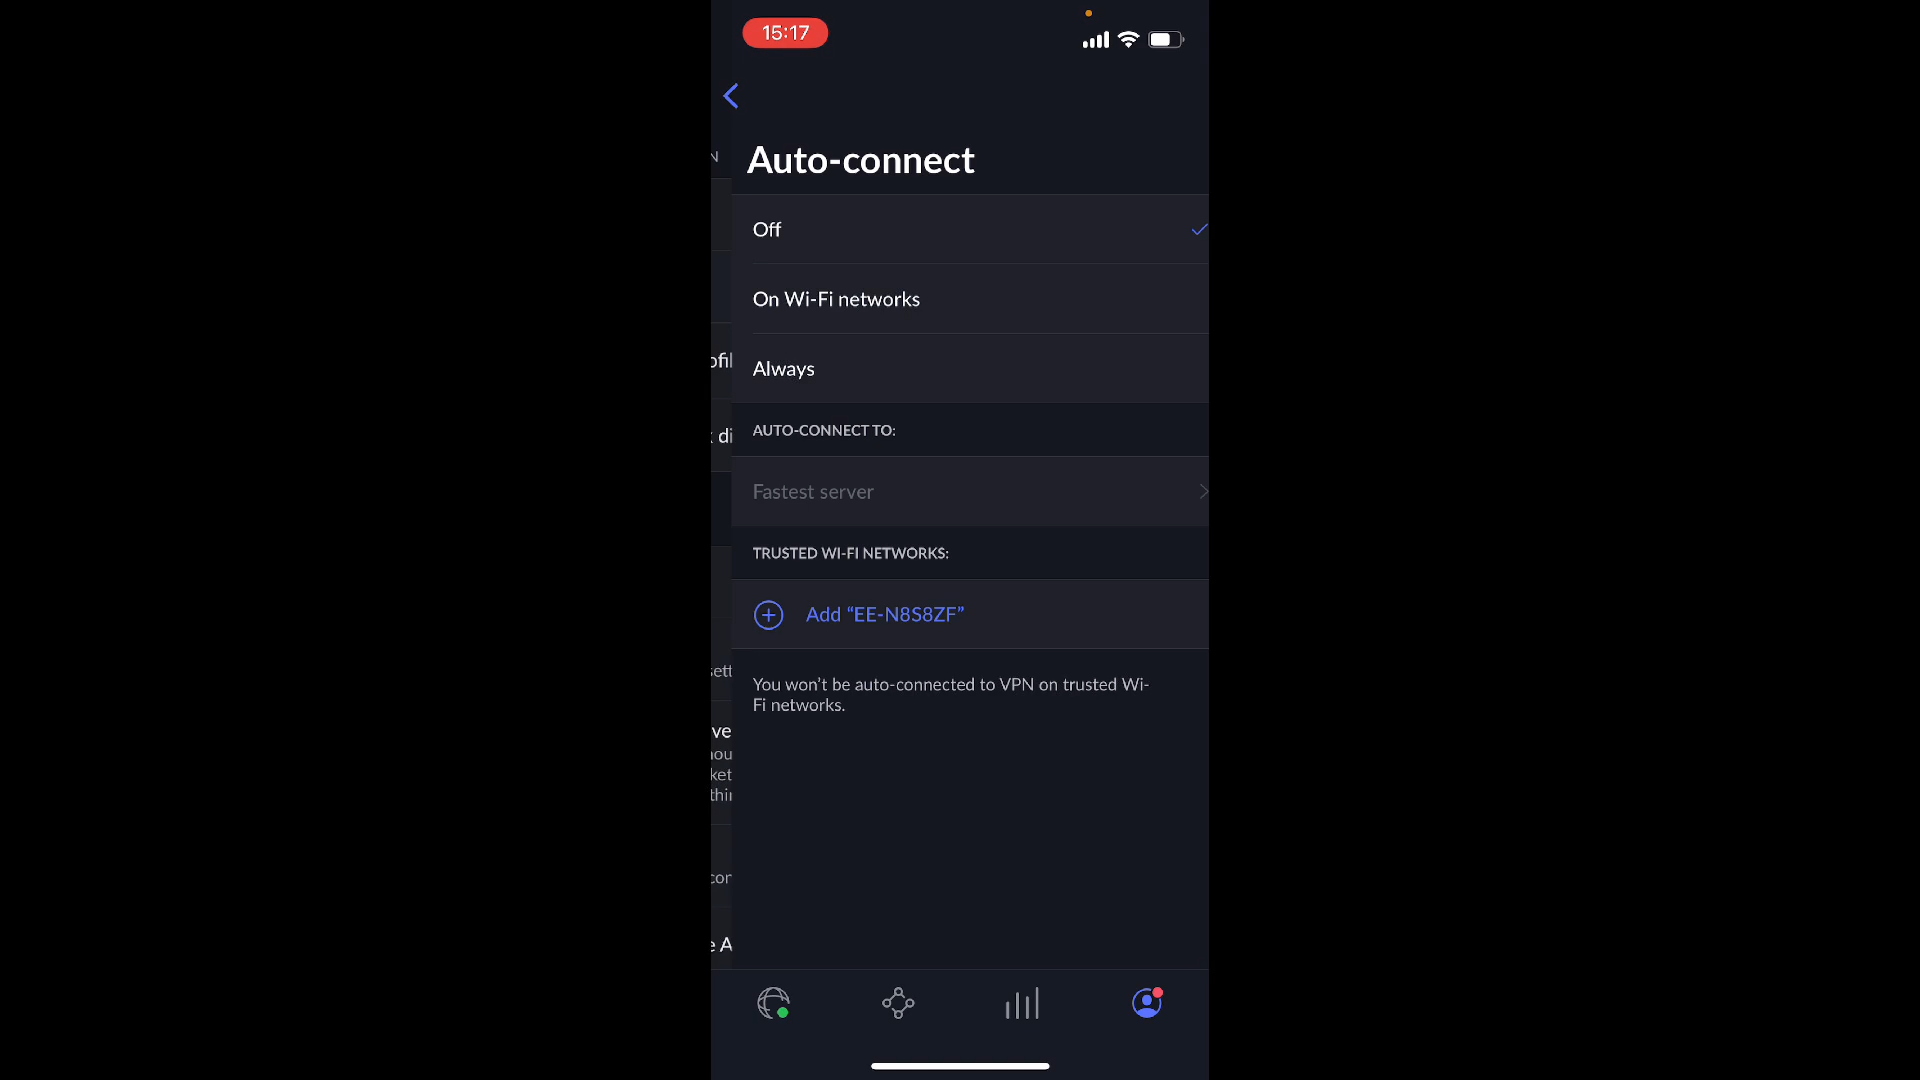 15:17
N
Auto-connect
Off
On Wi-Fi networks
Always
AUTO-CONNECT TO:
Fastest server
TRUSTED WI-FI NETWORKS:
Add “EE-N8S8ZF”
You won’t be auto-connected to VPN on trusted Wi-
Fi networks.